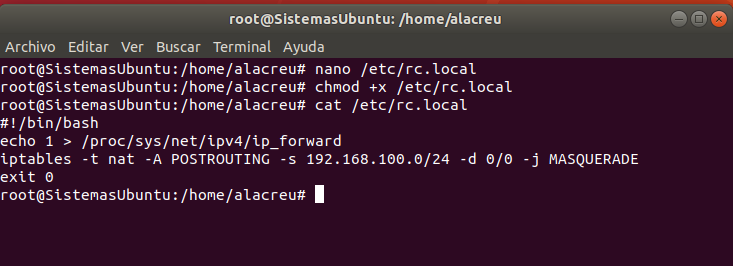 root@SistemasUbuntu: /home/alacreu
Archivo Editar Ver Buscar Terminal Ayuda
root@SistemasUbuntu:/home/alacreu# nano /etc/rc.local
root@SistemasUbuntu:/home/alacreu# chmod +x /etc/rc.local
root@SistemasUbuntu:/home/alacreu# cat /etc/rc.local
#!/bin/bash
echo 1 > /proc/sys/net/ipv4/ip_forward
iptables -t nat -A POSTROUTING -s 192.168.100.0/24 -d 0/0 -j MASQUERADE
exit 0
root@SistemasUbuntu:/home/alacreu#